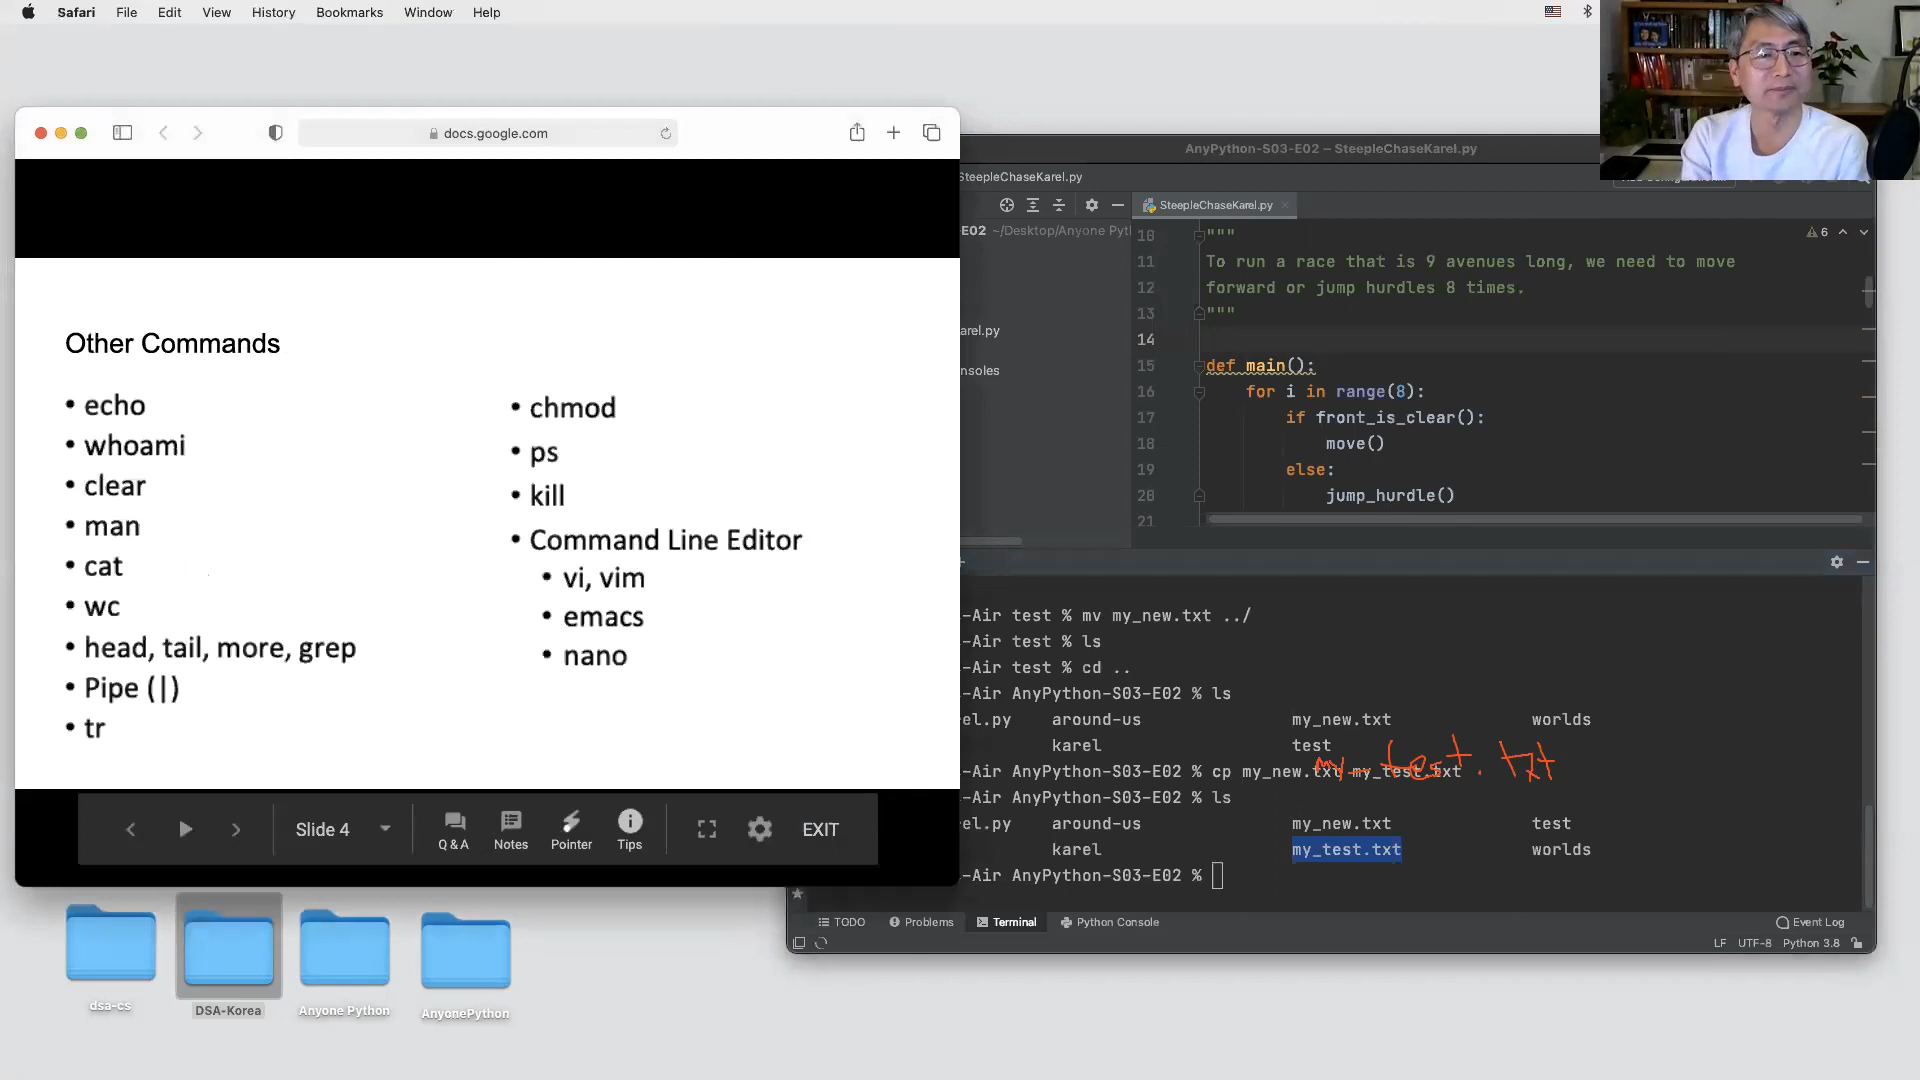 Safari File Edit View History Bookmarks Window Help
docs.google.com
Other Commands
• echo
• whoami
• clear
• man
• cat
• wc
• head, tail, more, grep
• Pipe (|)
• tr
• chmod
• ps
• kill
• Command Line Editor
• vi, vim
• emacs
• nano
Slide 4
Q & A
Notes
Pointer
Tips
EXIT
dsa-cs
DSA-Korea
Anyone Python
AnyonePython
AnyPython-S03-E02 – SteepleChaseKarel.py
SteepleChaseKarel.py
SteepleChaseKarel.py
E02 ~/Desktop/Anyone Pyt
arel.py
nsoles
6
10 """
11 To run a race that is 9 avenues long, we need to move
12 forward or jump hurdles 8 times.
13 """
14
15 def main():
16 for i in range(8):
17 if front_is_clear():
18 move()
19 else:
20 jump_hurdle()
21
-Air test % mv my_new.txt ../
-Air test % ls
-Air test % cd ..
-Air AnyPython-S03-E02 % ls
el.py around-us my_new.txt worlds
karel test
my_test.txt
-Air AnyPython-S03-E02 % cp my_new.txt my_test.txt
-Air AnyPython-S03-E02 % ls
el.py around-us my_new.txt test
karel my_test.txt worlds
-Air AnyPython-S03-E02 %
TODO Problems Terminal Python Console Event Log
LF UTF-8 Python 3.8